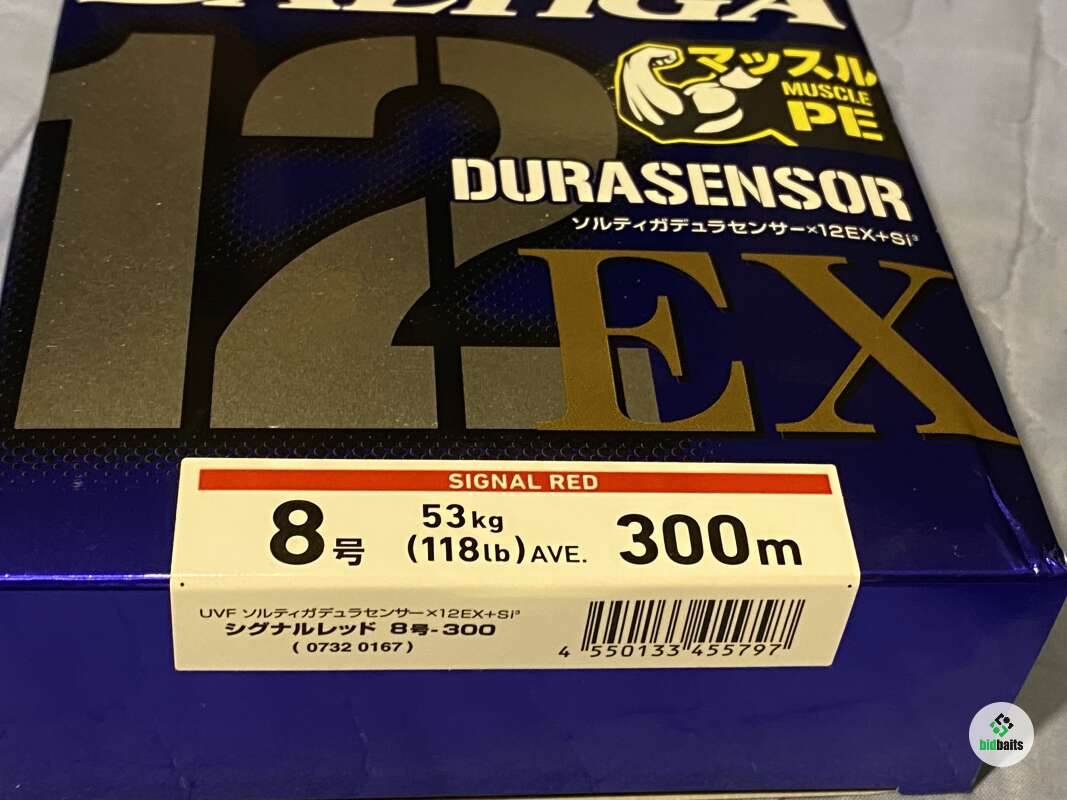 SALTIGA
12
マッスル
MUSCLE
PE
DURASENSOR
ソルティガデュラセンサー×12EX+Si³
EX
SIGNAL RED
8号 53kg (118lb) AVE. 300m
UVF ソルティガデュラセンサー×12EX+Si³
シグナルレッド 8号-300
( 0732 0167 )
4 550133 455797
bidbaits